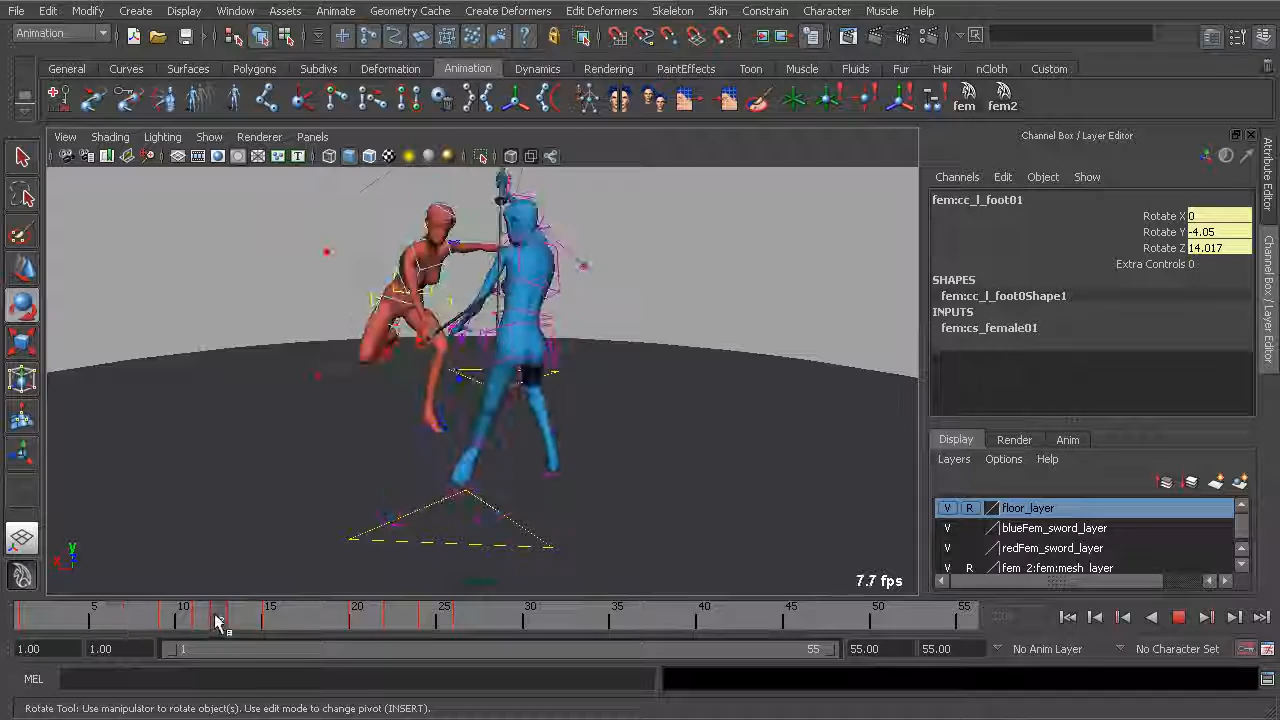 File Edit Modify Create Display Window Assets Animate Geometry Cache Create Deformers Edit Deformers Skeleton Skin Constrain Character Muscle Help
Animation
General Curves Surfaces Polygons Subdivs Deformation Animation Dynamics Rendering PaintEffects Toon Muscle Fluids Fur Hair nCloth Custom
fem fem2
View Shading Lighting Show Renderer Panels
Channel Box / Layer Editor
Channels Edit Object Show
fem:cc_l_foot01
Rotate X 0
Rotate Y -4.05
Rotate Z 14.017
Extra Controls 0
SHAPES
fem:cc_l_foot0Shape1
INPUTS
fem:cs_female01
Attribute Editor
Channel Box / Layer Editor
Display Render Anim
Layers Options Help
V R floor_layer
V blueFem_sword_layer
V redFem_sword_layer
V R fem_2:fem:mesh_layer
y
x
7.7 fps
5 10 15 20 25 30 35 40 45 50 55
1.00 1.00 1 55 55.00 55.00 No Anim Layer No Character Set
MEL
Rotate Tool: Use manipulator to rotate object(s). Use edit mode to change pivot (INSERT).